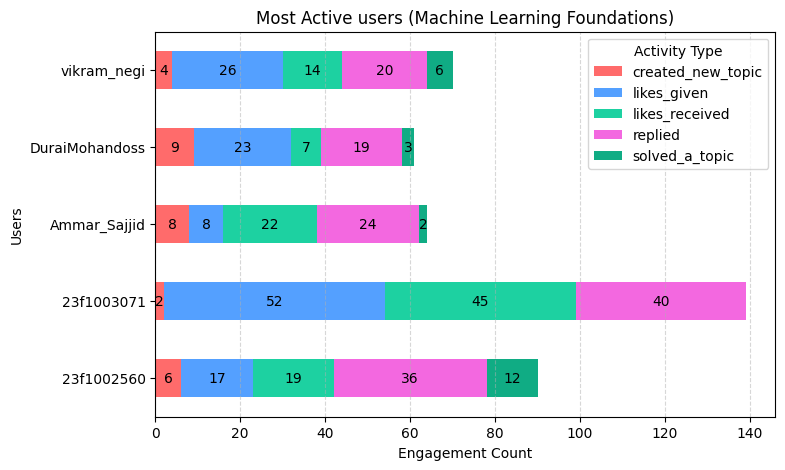 Most Active users (Machine Learning Foundations)
Activity Type
created_new_topic
likes_given
likes_received
replied
solved_a_topic
vikram_negi
4 26 14 20 6
DuraiMohandoss
9 23 7 19 3
Ammar_Sajjid
8 8 22 24 2
23f1003071
2 52 45 40
23f1002560
6 17 19 36 12
Users
0 20 40 60 80 100 120 140
Engagement Count